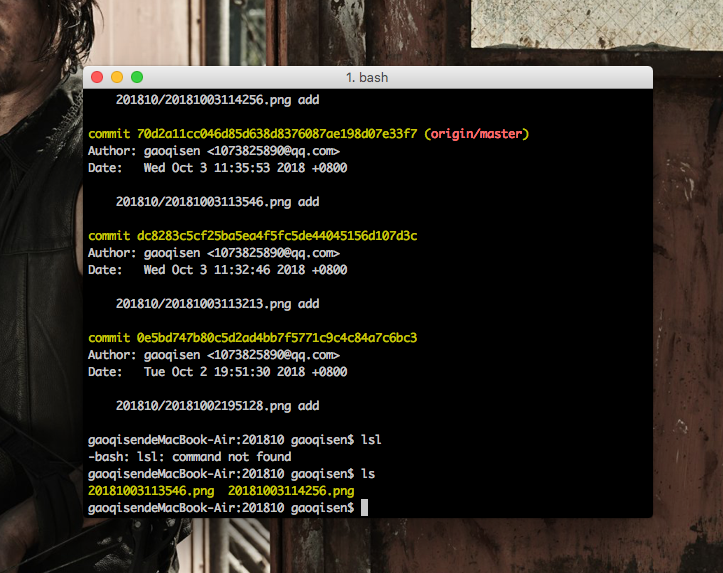 1. bash
201810/20181003114256.png add
commit 70d2a11cc046d85d638d8376087ae198d07e33f7 (origin/master)
Author: gaoqisen <1073825890@qq.com>
Date:   Wed Oct 3 11:35:53 2018 +0800
201810/20181003113546.png add
commit dc8283c5cf25ba5ea4f5fc5de44045156d107d3c
Author: gaoqisen <1073825890@qq.com>
Date:   Wed Oct 3 11:32:46 2018 +0800
201810/20181003113213.png add
commit 0e5bd747b80c5d2ad4bb7f5771c9c4c84a7c6bc3
Author: gaoqisen <1073825890@qq.com>
Date:   Tue Oct 2 19:51:30 2018 +0800
201810/20181002195128.png add
gaoqisendeMacBook-Air:201810 gaoqisen$ lsl
-bash: lsl: command not found
gaoqisendeMacBook-Air:201810 gaoqisen$ ls
20181003113546.png  20181003114256.png
gaoqisendeMacBook-Air:201810 gaoqisen$